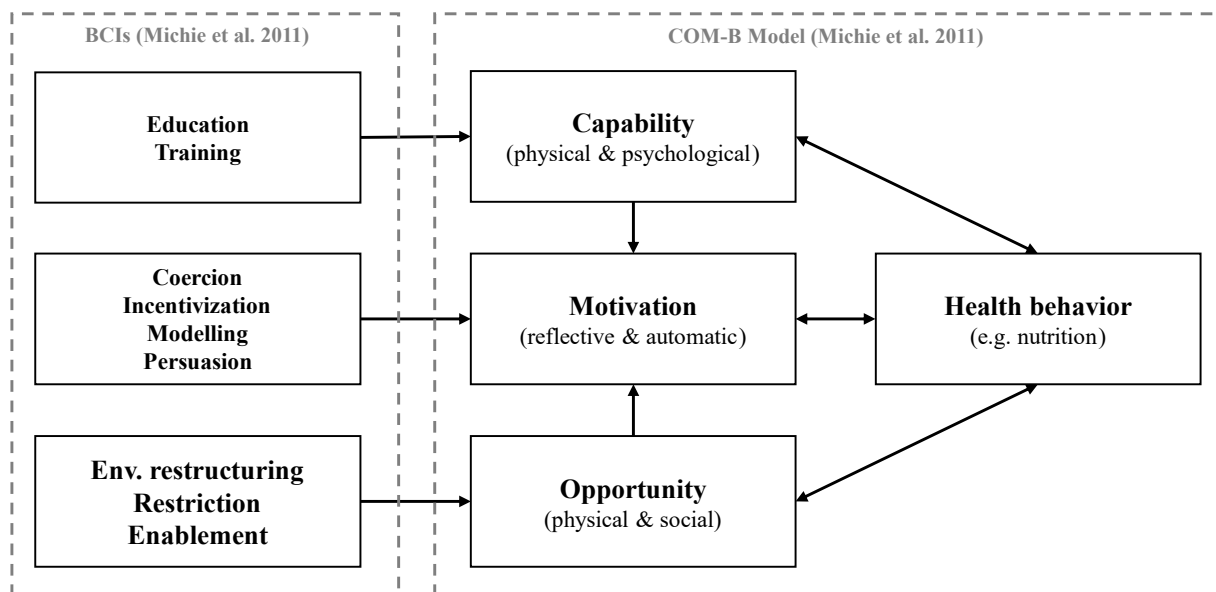 BCIs (Michie et al. 2011)
COM-B Model (Michie et al. 2011)
Education
Training
Capability
(physical & psychological)
Coercion
Incentivization
Modelling
Persuasion
Motivation
(reflective & automatic)
Health behavior
(e.g. nutrition)
Env. restructuring
Restriction
Enablement
Opportunity
(physical & social)